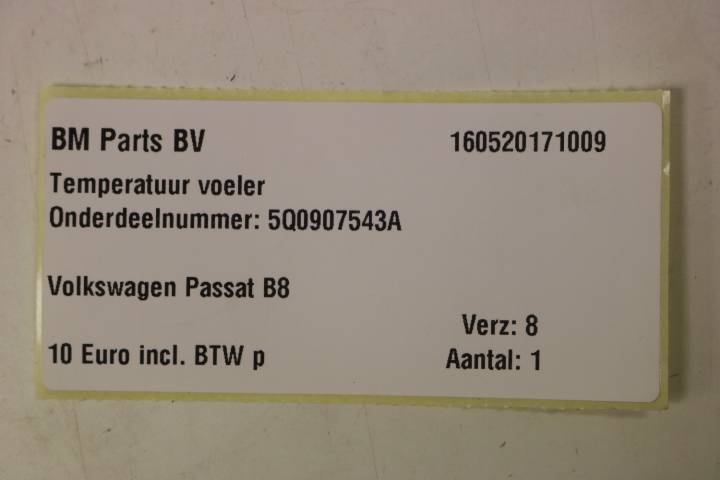 BM Parts BV 160520171009
Temperatuur voeler
Onderdeelnummer: 5Q0907543A
Volkswagen Passat B8
Verz: 8
10 Euro incl. BTW p Aantal: 1